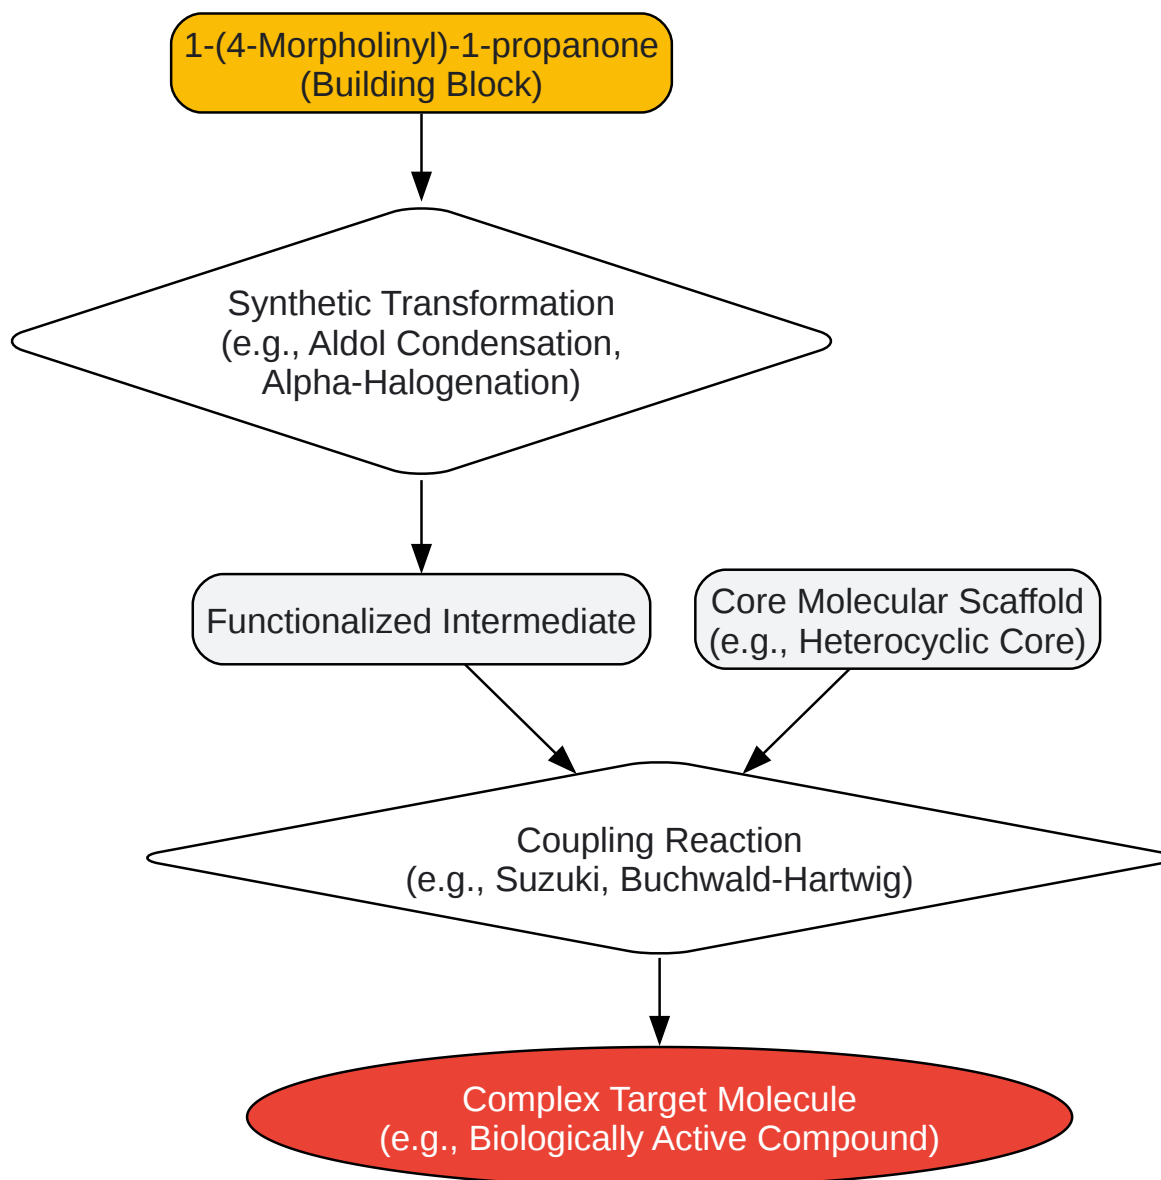 1-(4-Morpholinyl)-1-propanone
(Building Block)
Synthetic Transformation
(e.g., Aldol Condensation,
Alpha-Halogenation)
Functionalized Intermediate
Core Molecular Scaffold
(e.g., Heterocyclic Core)
Coupling Reaction
(e.g., Suzuki, Buchwald-Hartwig)
Complex Target Molecule
(e.g., Biologically Active Compound)